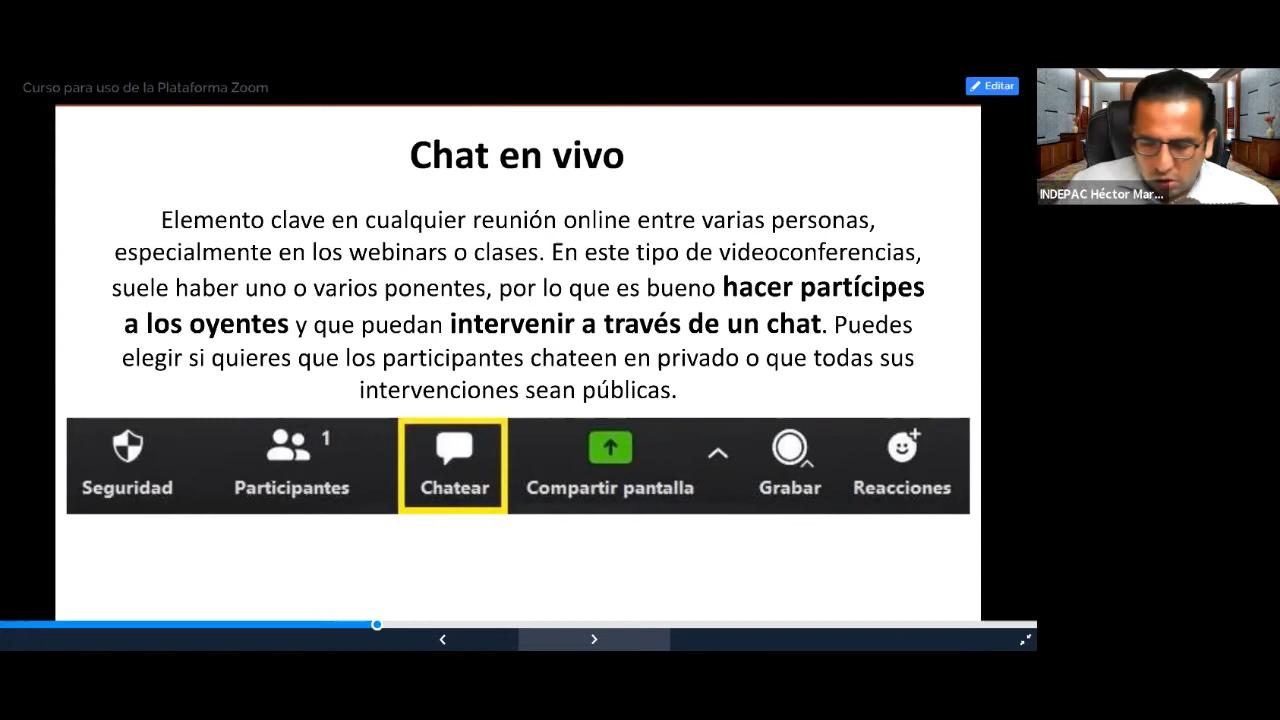 Curso para uso de la Plataforma Zoom
Editar
Chat en vivo
Elemento clave en cualquier reunión online entre varias personas,
especialmente en los webinars o clases. En este tipo de videoconferencias,
suele haber uno o varios ponentes, por lo que es bueno hacer partícipes
a los oyentes y que puedan intervenir a través de un chat. Puedes
elegir si quieres que los participantes chateen en privado o que todas sus
intervenciones sean públicas.
1
Seguridad
Participantes
Chatear
Compartir pantalla
Grabar
Reacciones
INDEPAC Héctor Mar...